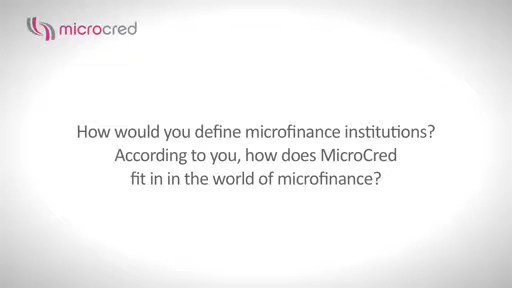 microcred
How would you define microfinance institutions?
According to you, how does MicroCred
fit in in the world of microfinance?